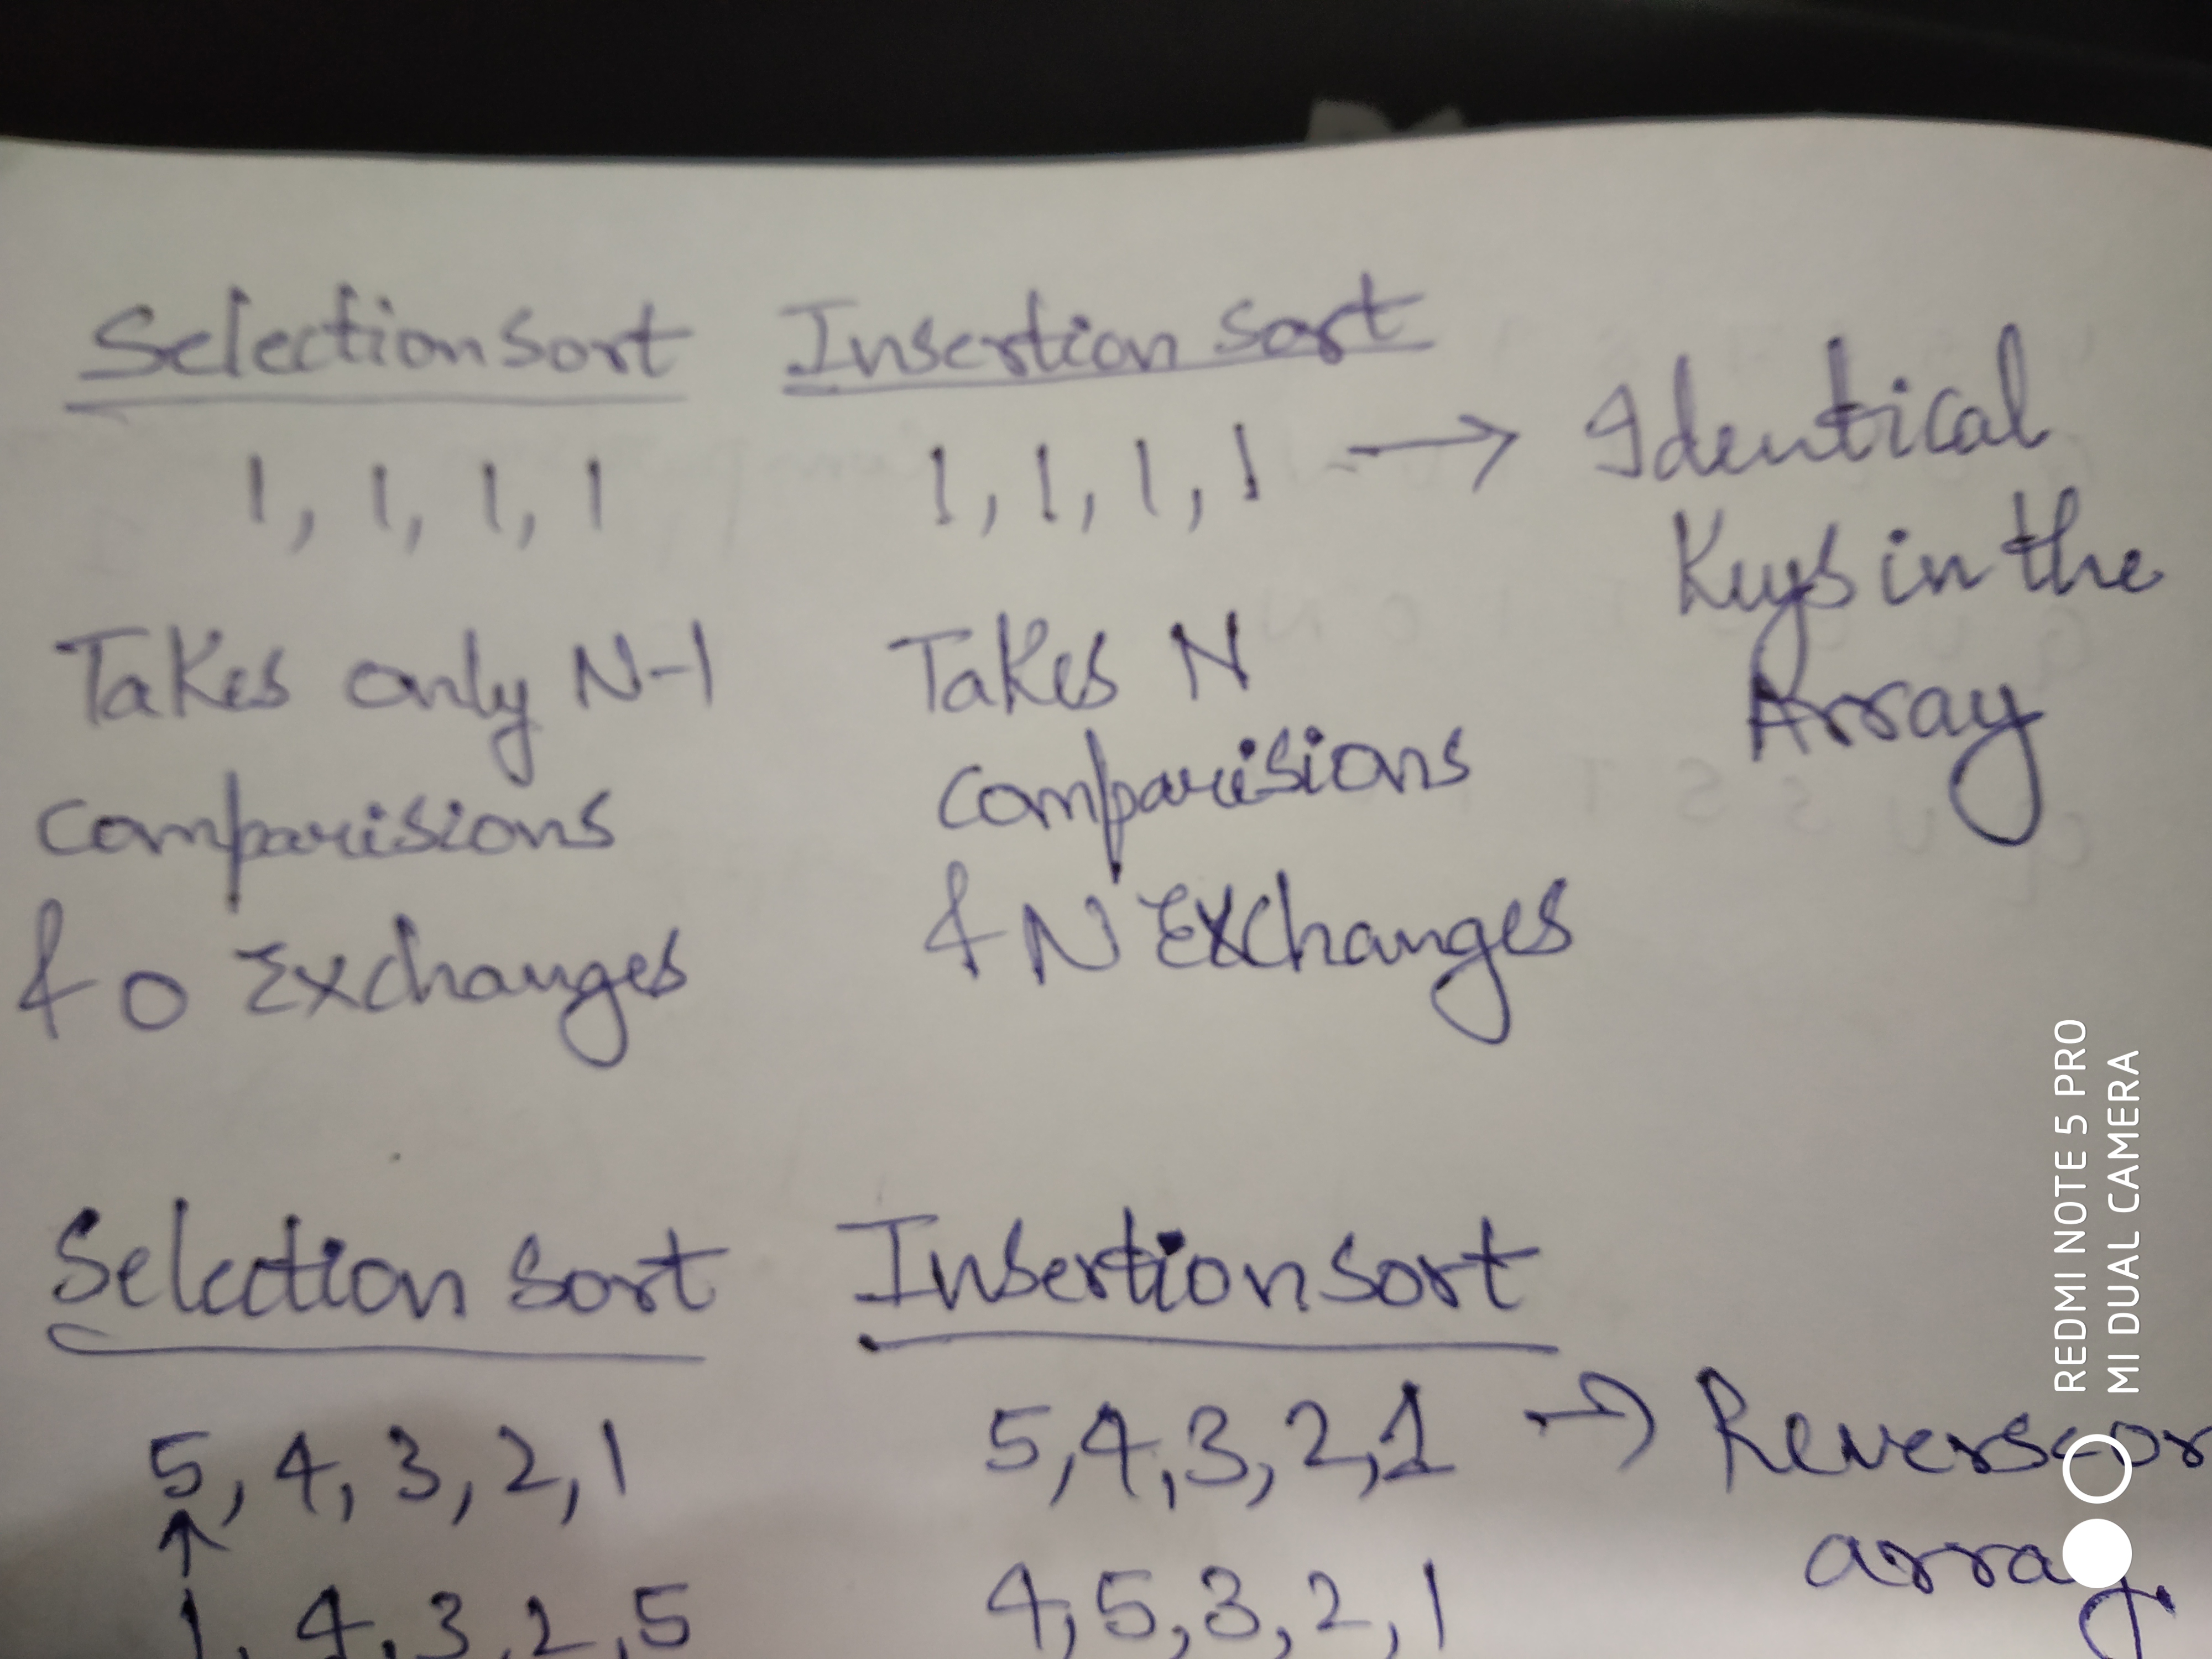 Selection Sort Insertion Sort
1, 1, 1, 1 1, 1, 1, 1 → Identical
Keys in the
Array
Takes only N-1 Takes N
comparisions comparisions
& 0 Exchanges & N Exchanges
Selection Sort Insertion Sort
5, 4, 3, 2, 1 5, 4, 3, 2, 1 → Reverse-or
array
1, 4, 3, 2, 5 4, 5, 3, 2, 1
REDMI NOTE 5 PRO
MI DUAL CAMERA